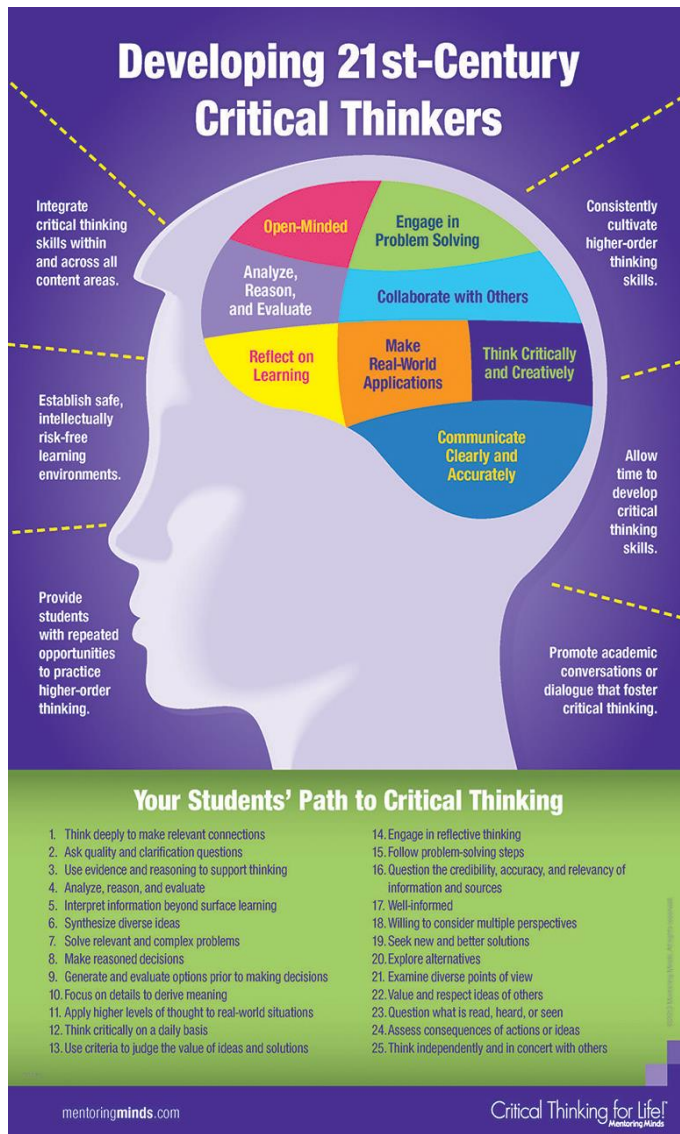 Developing 21st-Century
Critical Thinkers
Integrate
critical thinking
skills within
and across all
content areas.
Establish safe,
intellectually
risk-free
learning
environments.
Provide
students
with repeated
opportunities
to practice
higher-order
thinking.
Open-Minded
Engage in
Problem Solving
Analyze,
Reason,
and Evaluate
Collaborate with Others
Reflect on
Learning
Make
Real-World
Applications
Think Critically
and Creatively
Communicate
Clearly and
Accurately
Consistently
cultivate
higher-order
thinking
skills.
Allow
time to
develop
critical
thinking
skills.
Promote academic
conversations or
dialogue that foster
critical thinking.
Your Students' Path to Critical Thinking
1. Think deeply to make relevant connections
2. Ask quality and clarification questions
3. Use evidence and reasoning to support thinking
4. Analyze, reason, and evaluate
5. Interpret information beyond surface learning
6. Synthesize diverse ideas
7. Solve relevant and complex problems
8. Make reasoned decisions
9. Generate and evaluate options prior to making decisions
10. Focus on details to derive meaning
11. Apply higher levels of thought to real-world situations
12. Think critically on a daily basis
13. Use criteria to judge the value of ideas and solutions
14. Engage in reflective thinking
15. Follow problem-solving steps
16. Question the credibility, accuracy, and relevancy of
information and sources
17. Well-informed
18. Willing to consider multiple perspectives
19. Seek new and better solutions
20. Explore alternatives
21. Examine diverse points of view
22. Value and respect ideas of others
23. Question what is read, heard, or seen
24. Assess consequences of actions or ideas
25. Think independently and in concert with others
mentoringminds.com
Critical Thinking for Life!™
Mentoring Minds